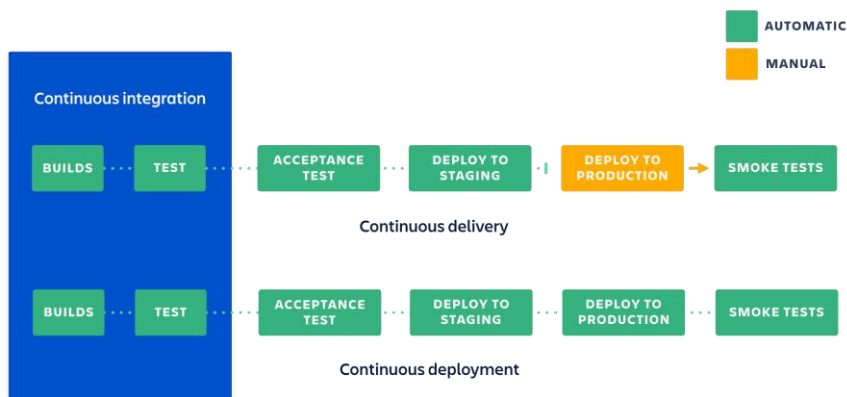 AUTOMATIC
MANUAL
Continuous integration
BUILDS
TEST
ACCEPTANCE
TEST
DEPLOY TO
STAGING
DEPLOY TO
PRODUCTION
SMOKE TESTS
Continuous delivery
BUILDS
TEST
ACCEPTANCE
TEST
DEPLOY TO
STAGING
DEPLOY TO
PRODUCTION
SMOKE TESTS
Continuous deployment